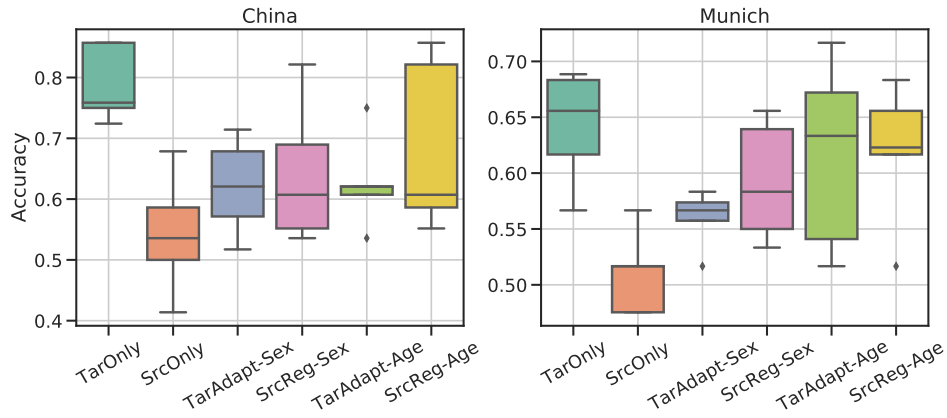 China
Munich
Accuracy
0.8
0.7
0.6
0.5
0.4
0.70
0.65
0.60
0.55
0.50
TarOnly
SrcOnly
TarAdapt-Sex
SrcReg-Sex
TarAdapt-Age
SrcReg-Age
TarOnly
SrcOnly
TarAdapt-Sex
SrcReg-Sex
TarAdapt-Age
SrcReg-Age